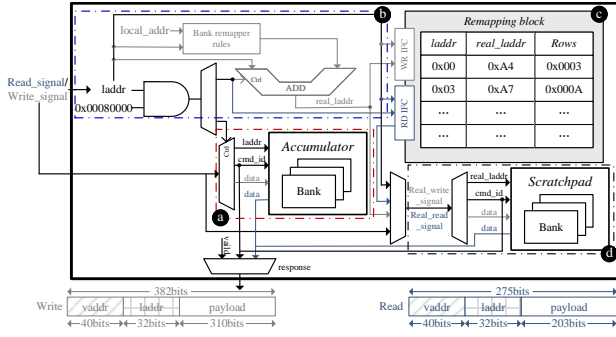 local_addr
Bank remapper
rules
b
Remapping block
c
laddr real_laddr Rows
0x00 0xA4 0x0003
0x03 0xA7 0x000A
... ... ...
... ... ...
WR IFC
RD IFC
Read_signal/
Write_signal
laddr
0x00080000
Ctrl
ADD
real_laddr
Ctrl
laddr
cmd_id
data
data
Accumulator
Bank
a
Real_write
_signal
Real_read
_signal
real_laddr
cmd_id
data
data
Scratchpad
Bank
d
valid
response
382bits
Write vaddr laddr payload
40bits 32bits 310bits
275bits
Read vaddr laddr payload
40bits 32bits 203bits